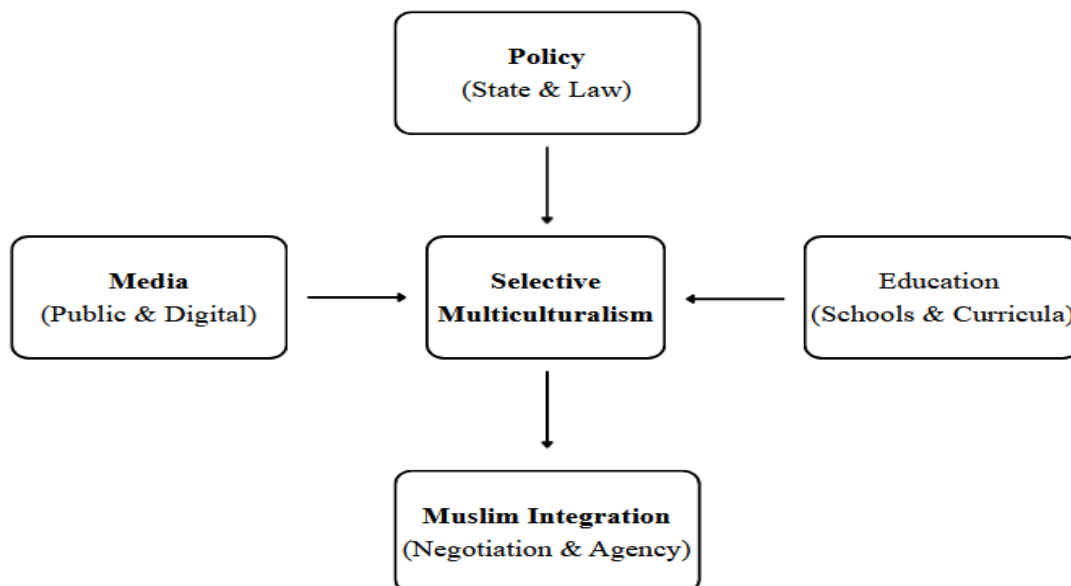 Policy
(State & Law)
Media
(Public & Digital)
Selective
Multiculturalism
Education
(Schools & Curricula)
Muslim Integration
(Negotiation & Agency)